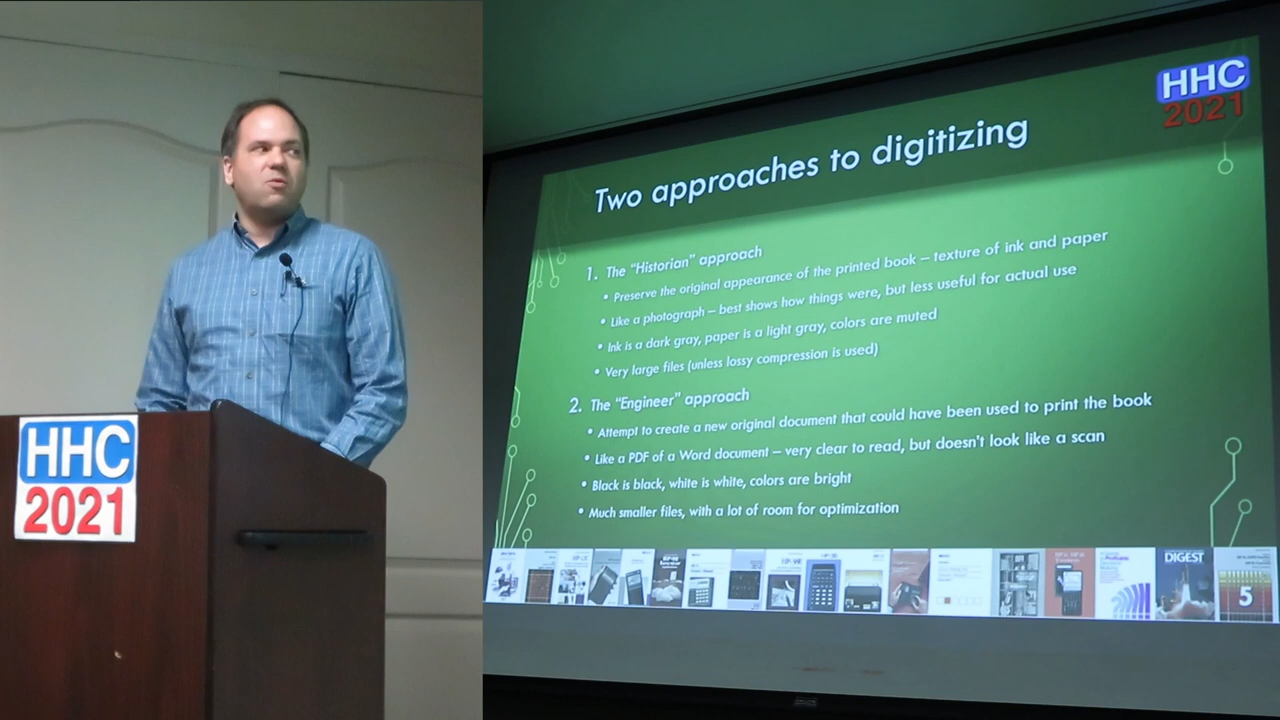 HHC
2021
HHC
2021
Two approaches to digitizing
1. The "Historian" approach
• Preserve the original appearance of the printed book – texture of ink and paper
• Like a photograph – best shows how things were, but less useful for actual use
• Ink is a dark gray, paper is a light gray, colors are muted
• Very large files (unless lossy compression is used)
2. The "Engineer" approach
• Attempt to create a new original document that could have been used to print the book
• Like a PDF of a Word document – very clear to read, but doesn't look like a scan
• Black is black, white is white, colors are bright
• Much smaller files, with a lot of room for optimization
DIGEST
5